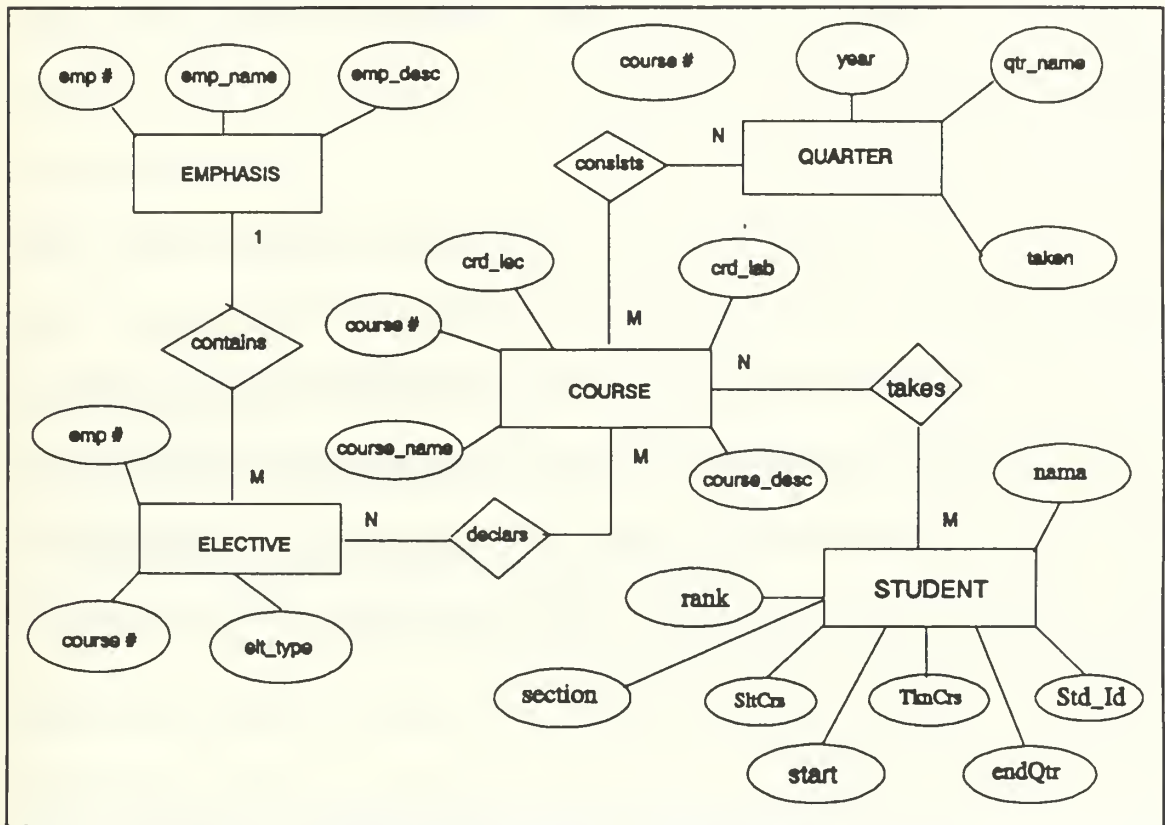 emp #
emp_name
emp_desc
course #
year
qtr_name
EMPHASIS
consists
N
QUARTER
1
taken
crd_lec
crd_lab
course #
M
contains
COURSE
N
takes
emp #
course_name
M
course_desc
nama
M
N
M
ELECTIVE
declars
STUDENT
rank
course #
elt_type
section
SltCrs
TknCrs
Std_Id
start
endQtr